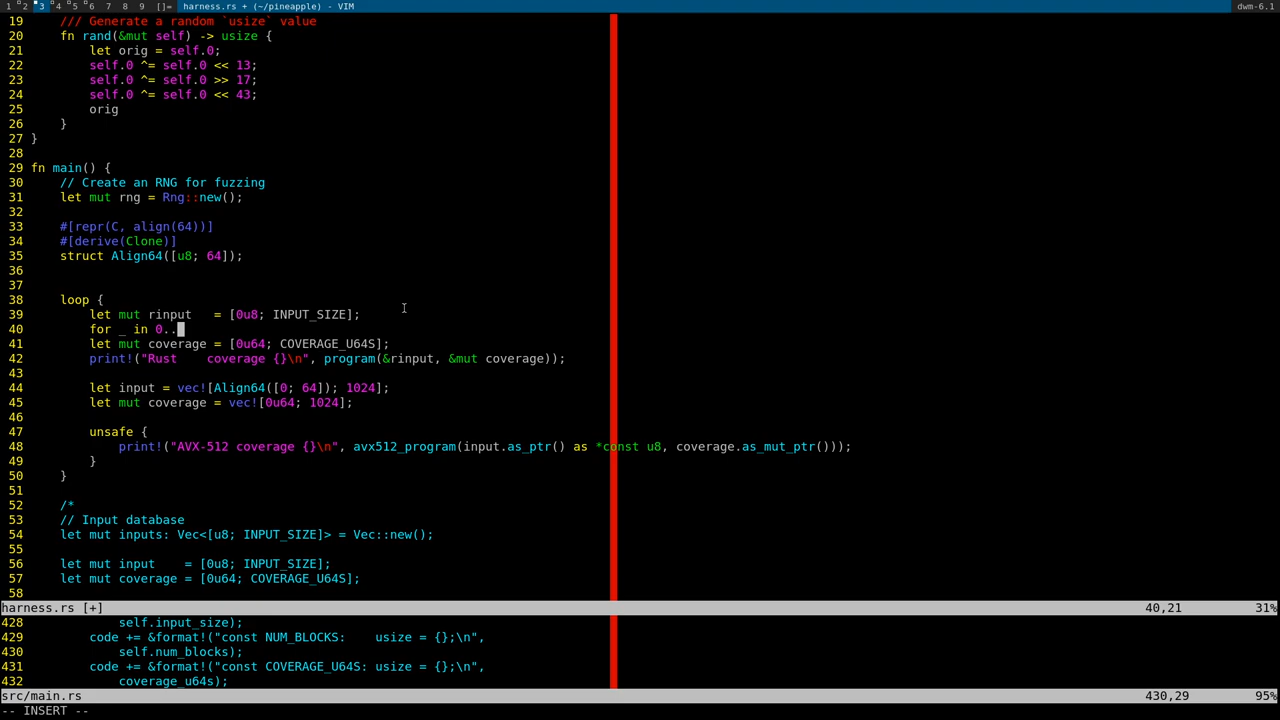 1 2 3 4 5 6 7 8 9 []= harness.rs + (~/pineapple) - VIM dwm-6.1
19     /// Generate a random `usize` value
20     fn rand(&mut self) -> usize {
21         let orig = self.0;
22         self.0 ^= self.0 << 13;
23         self.0 ^= self.0 >> 17;
24         self.0 ^= self.0 << 43;
25         orig
26     }
27 }
28
29 fn main() {
30     // Create an RNG for fuzzing
31     let mut rng = Rng::new();
32
33     #[repr(C, align(64))]
34     #[derive(Clone)]
35     struct Align64([u8; 64]);
36
37
38     loop {
39         let mut rinput   = [0u8; INPUT_SIZE];
40         for _ in 0..
41         let mut coverage = [0u64; COVERAGE_U64S];
42         print!("Rust    coverage {}\n", program(&rinput, &mut coverage));
43
44         let input = vec![Align64([0; 64]); 1024];
45         let mut coverage = vec![0u64; 1024];
46
47         unsafe {
48             print!("AVX-512 coverage {}\n", avx512_program(input.as_ptr() as *const u8, coverage.as_mut_ptr()));
49         }
50     }
51
52     /*
53     // Input database
54     let mut inputs: Vec<[u8; INPUT_SIZE]> = Vec::new();
55
56     let mut input    = [0u8; INPUT_SIZE];
57     let mut coverage = [0u64; COVERAGE_U64S];
58
harness.rs [+] 40,21 31%
428             self.input_size);
429         code += &format!("const NUM_BLOCKS:    usize = {};\n",
430             self.num_blocks);
431         code += &format!("const COVERAGE_U64S: usize = {};\n",
432             coverage_u64s);
src/main.rs 430,29 95%
-- INSERT --